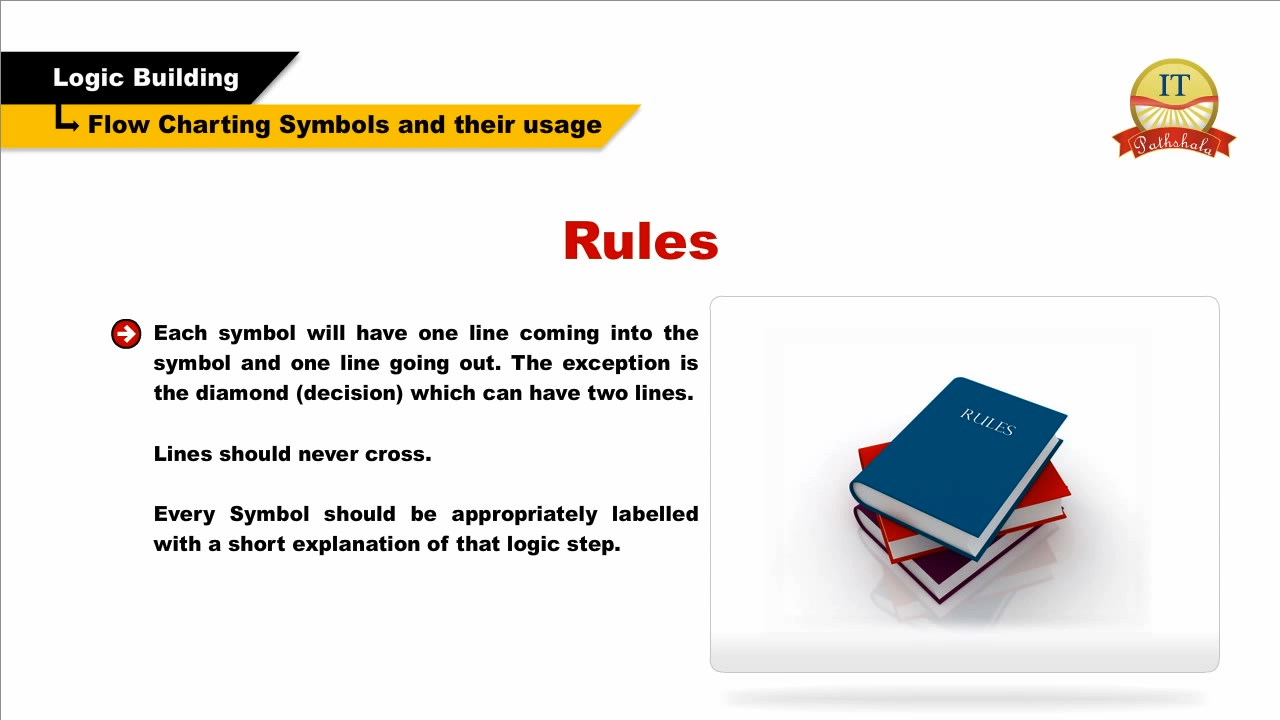 Logic Building
Flow Charting Symbols and their usage
IT
Pathshala
Rules
Each symbol will have one line coming into the
symbol and one line going out. The exception is
the diamond (decision) which can have two lines.
Lines should never cross.
Every Symbol should be appropriately labelled
with a short explanation of that logic step.
RULES